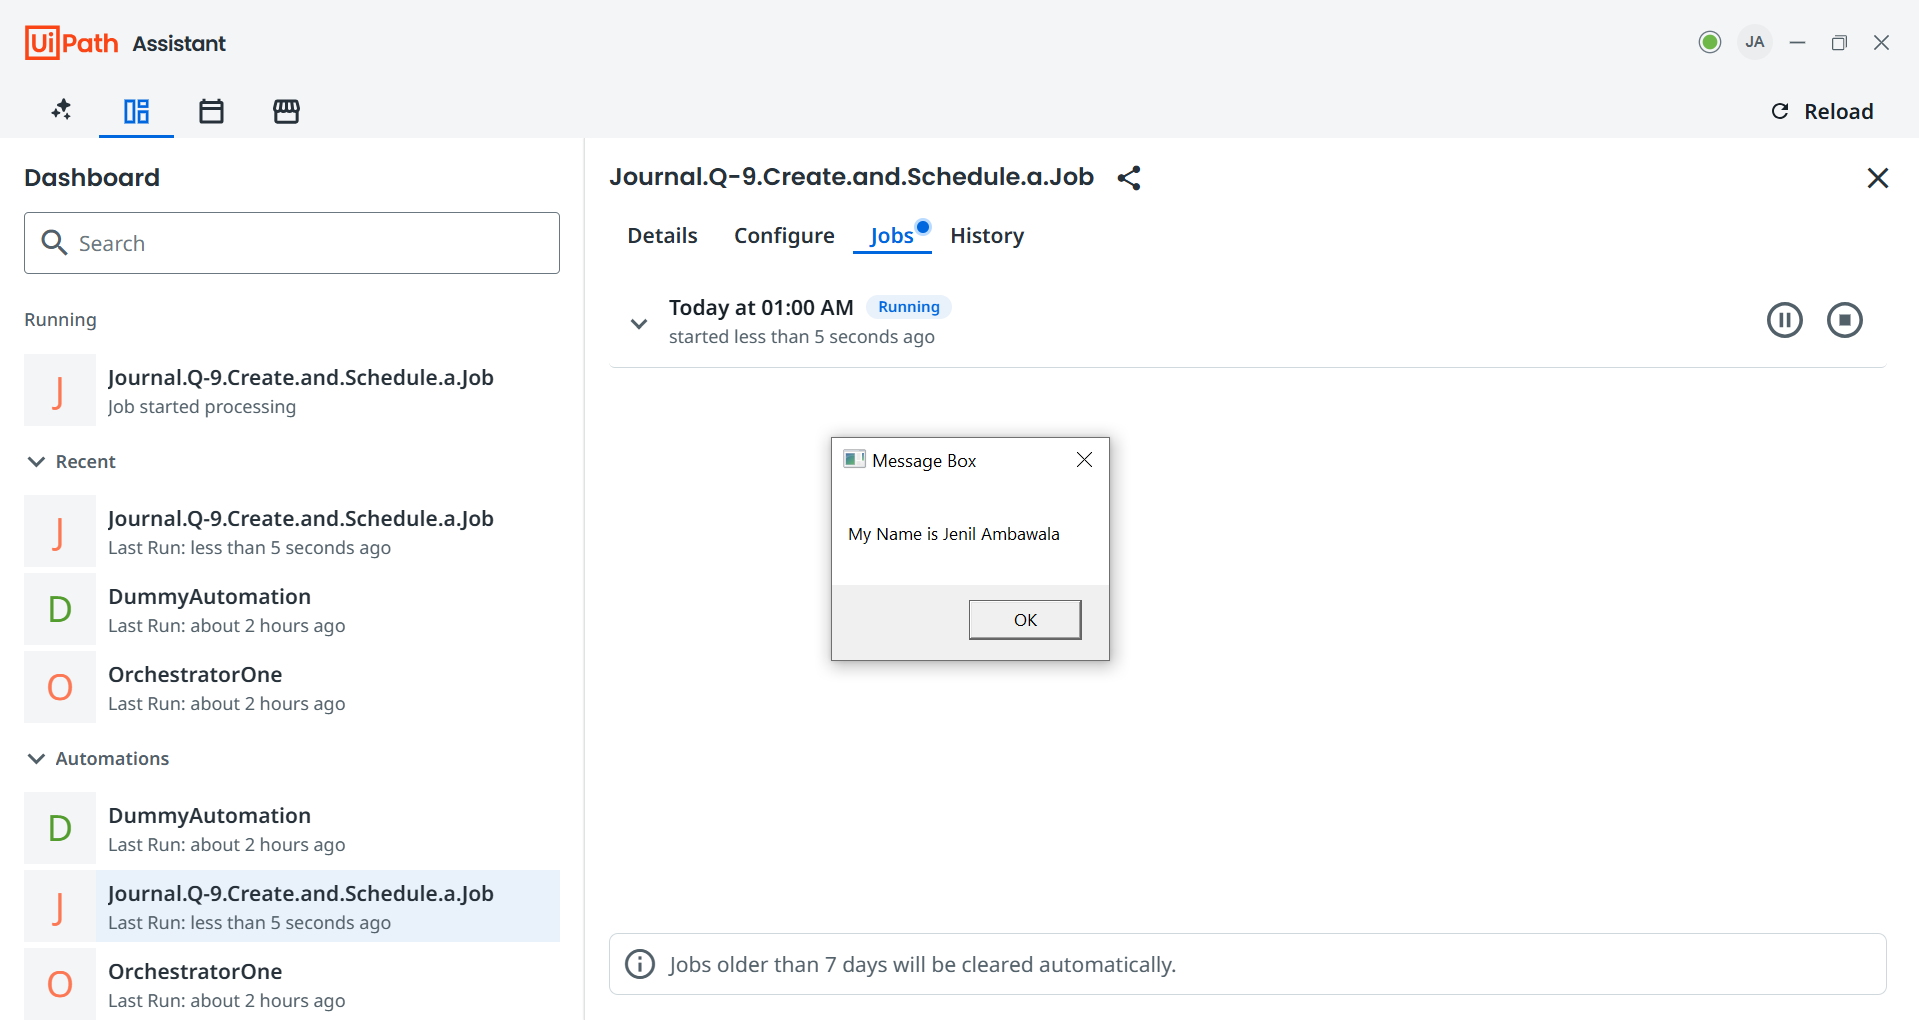 UiPath Assistant
JA
Reload
Dashboard
Search
Running
J
Journal.Q-9.Create.and.Schedule.a.Job
Job started processing
Recent
J
Journal.Q-9.Create.and.Schedule.a.Job
Last Run: less than 5 seconds ago
D
DummyAutomation
Last Run: about 2 hours ago
O
OrchestratorOne
Last Run: about 2 hours ago
Automations
D
DummyAutomation
Last Run: about 2 hours ago
J
Journal.Q-9.Create.and.Schedule.a.Job
Last Run: less than 5 seconds ago
O
OrchestratorOne
Last Run: about 2 hours ago
Journal.Q-9.Create.and.Schedule.a.Job
Details Configure Jobs History
Today at 01:00 AM Running
started less than 5 seconds ago
Message Box
My Name is Jenil Ambawala
OK
Jobs older than 7 days will be cleared automatically.